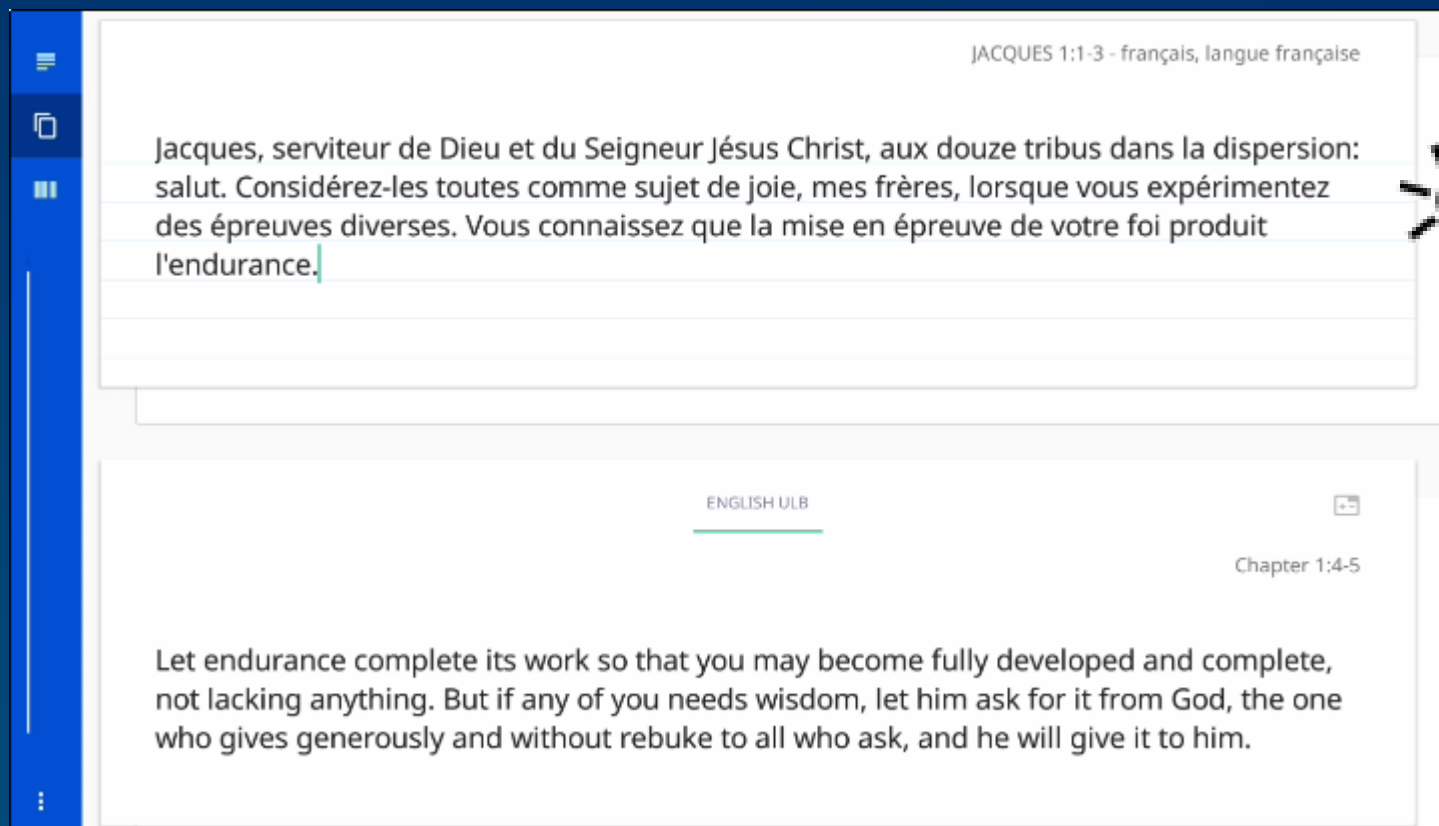 JACQUES 1:1-3 - français, langue française
Jacques, serviteur de Dieu et du Seigneur Jésus Christ, aux douze tribus dans la dispersion:
salut. Considérez-les toutes comme sujet de joie, mes frères, lorsque vous expérimentez
des épreuves diverses. Vous connaissez que la mise en épreuve de votre foi produit
l'endurance.
ENGLISH ULB
Chapter 1:4-5
Let endurance complete its work so that you may become fully developed and complete,
not lacking anything. But if any of you needs wisdom, let him ask for it from God, the one
who gives generously and without rebuke to all who ask, and he will give it to him.